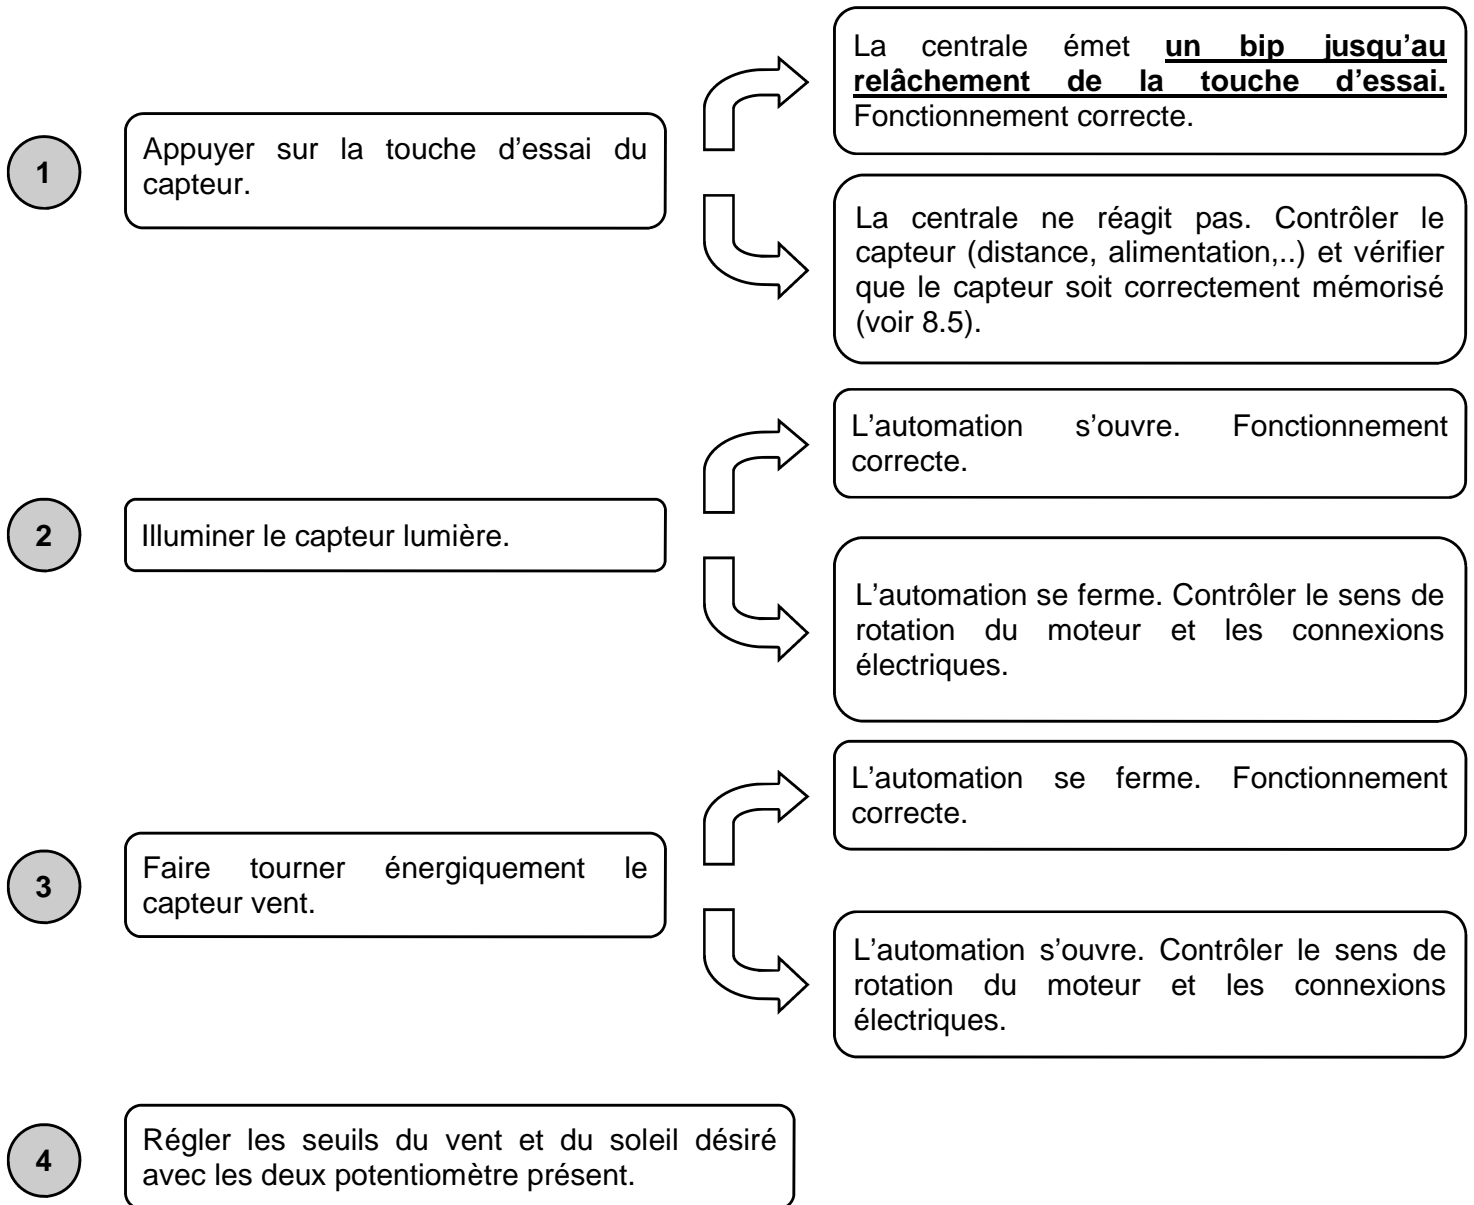 La centrale émet un bip jusqu’au
relâchement de la touche d’essai.
Fonctionnement correcte.
1
Appuyer sur la touche d’essai du
capteur.
La centrale ne réagit pas. Contrôler le
capteur (distance, alimentation,..) et vérifier
que le capteur soit correctement mémorisé
(voir 8.5).
L’automation s’ouvre. Fonctionnement
correcte.
2
Illuminer le capteur lumière.
L’automation se ferme. Contrôler le sens de
rotation du moteur et les connexions
électriques.
L’automation se ferme. Fonctionnement
correcte.
3
Faire tourner énergiquement le
capteur vent.
L’automation s’ouvre. Contrôler le sens de
rotation du moteur et les connexions
électriques.
4
Régler les seuils du vent et du soleil désiré
avec les deux potentiomètre présent.